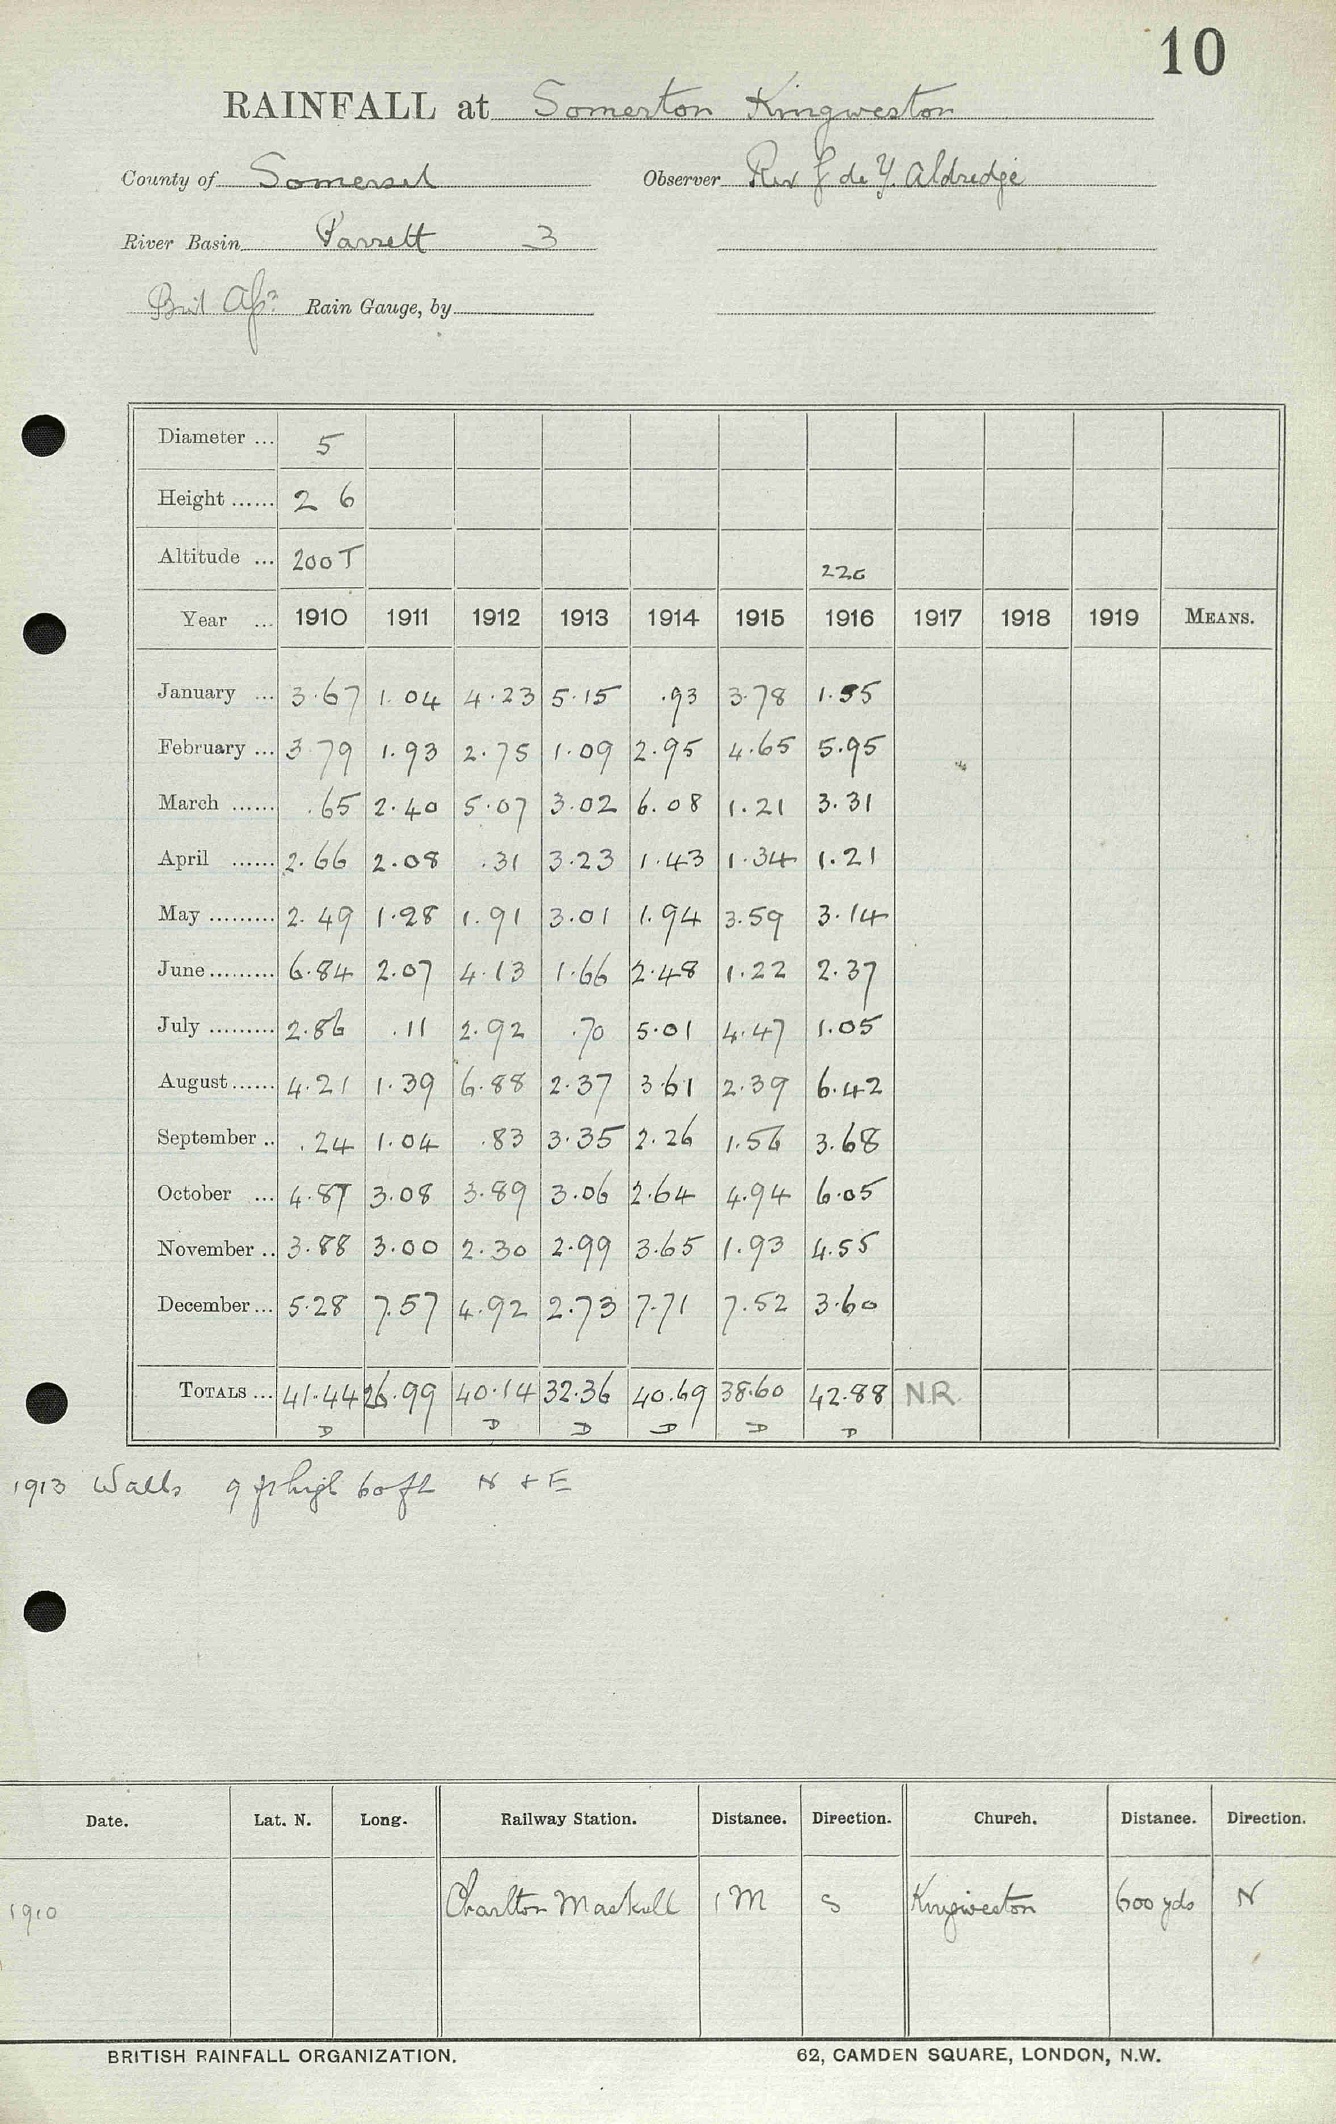 10
RAINFALL at Somerton Kingweston
County of Somerset Observer Rev J de Y. Aldredge
River Basin Parrett 3
Rain Gauge, by
Diameter ... 5
Height ...... 2 6
Altitude ... 200 T 220
Year ... 1910 1911 1912 1913 1914 1915 1916 1917 1918 1919 MEANS.
January ... 3.67 1.04 4.23 5.15 .93 3.78 1.55
February ... 3.79 1.93 2.75 1.09 2.95 4.65 5.95
March ...... .65 2.40 5.07 3.02 6.08 1.21 3.31
April ...... 2.66 2.08 .31 3.23 1.43 1.34 1.21
May ......... 2.49 1.28 1.91 3.01 1.94 3.59 3.14
June ......... 6.84 2.07 4.13 1.66 2.48 1.22 2.37
July ......... 2.86 .11 2.92 .70 5.01 4.47 1.05
August ...... 4.21 1.39 6.88 2.37 3.61 2.39 6.42
September .. .24 1.04 .83 3.35 2.26 1.56 3.68
October ... 4.87 3.08 3.89 3.06 2.64 4.94 6.05
November .. 3.88 3.00 2.30 2.99 3.65 1.93 4.55
December ... 5.28 7.57 4.92 2.73 7.71 7.52 3.60
TOTALS ... 41.44 26.99 40.14 32.36 40.69 38.60 42.88 N.R.
D D D D D D
1913 Walls 9 ft high 60 ft N & E
Date. Lat. N. Long. Railway Station. Distance. Direction. Church. Distance. Direction.
1910 Charlton Mackrell 1 M S Kingweston 600 yds N
BRITISH RAINFALL ORGANIZATION. 62, CAMDEN SQUARE, LONDON, N.W.